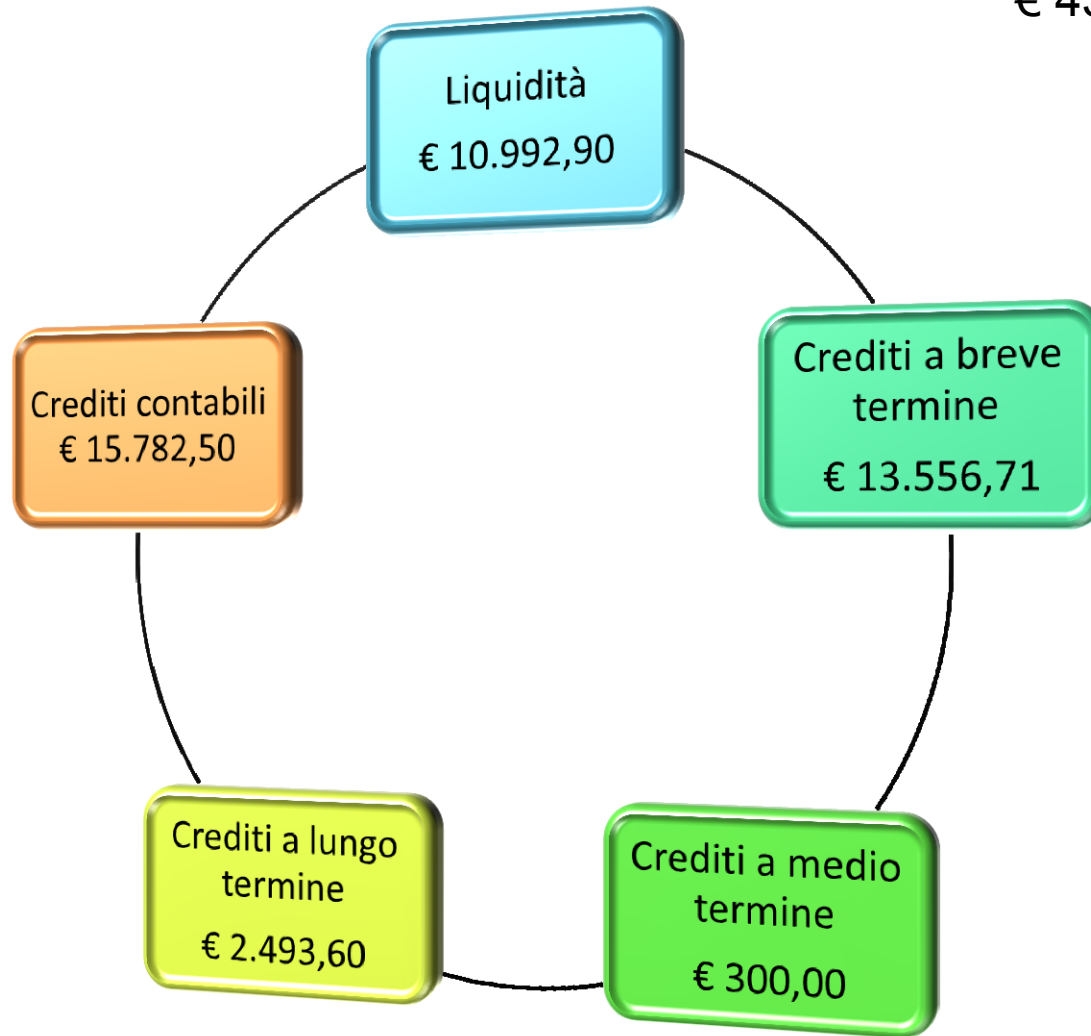 Liquidità
€ 10.992,90
Crediti a breve
termine
€ 13.556,71
Crediti a medio
termine
€ 300,00
Crediti a lungo
termine
€ 2.493,60
Crediti contabili
€ 15.782,50